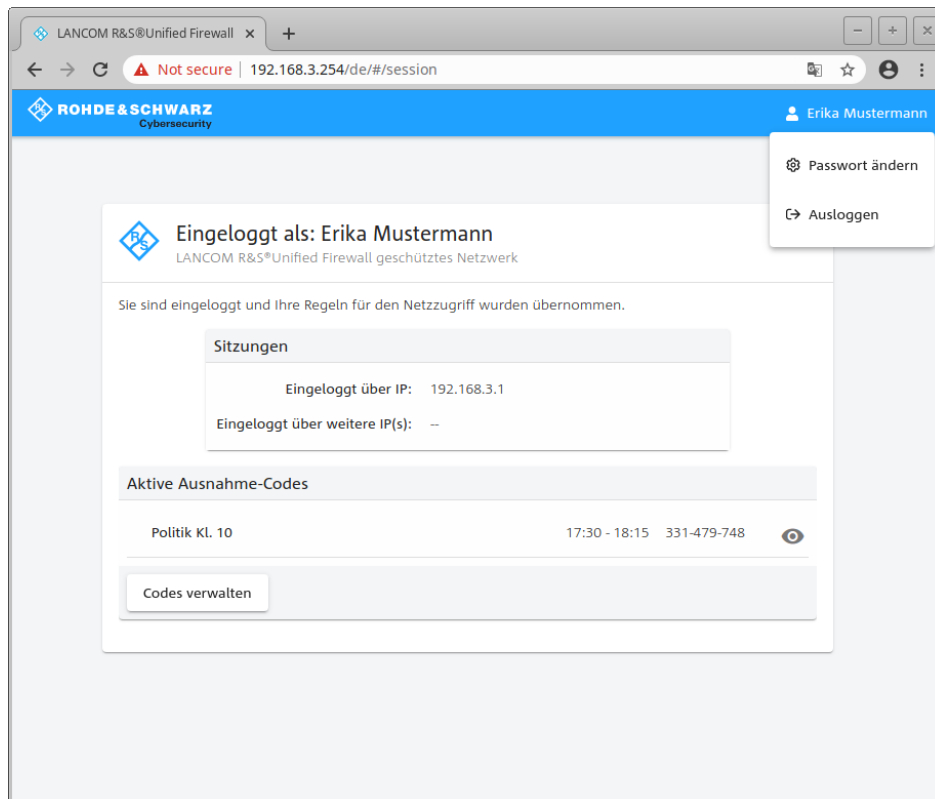 LANCOM R&S®Unified Firewall
Not secure | 192.168.3.254/de/#/session
ROHDE & SCHWARZ
Cybersecurity
Erika Mustermann
Passwort ändern
Ausloggen
R S
Eingeloggt als: Erika Mustermann
LANCOM R&S®Unified Firewall geschütztes Netzwerk
Sie sind eingeloggt und Ihre Regeln für den Netzzugriff wurden übernommen.
Sitzungen
Eingeloggt über IP: 192.168.3.1
Eingeloggt über weitere IP(s): --
Aktive Ausnahme-Codes
Politik Kl. 10 17:30 - 18:15 331-479-748
Codes verwalten